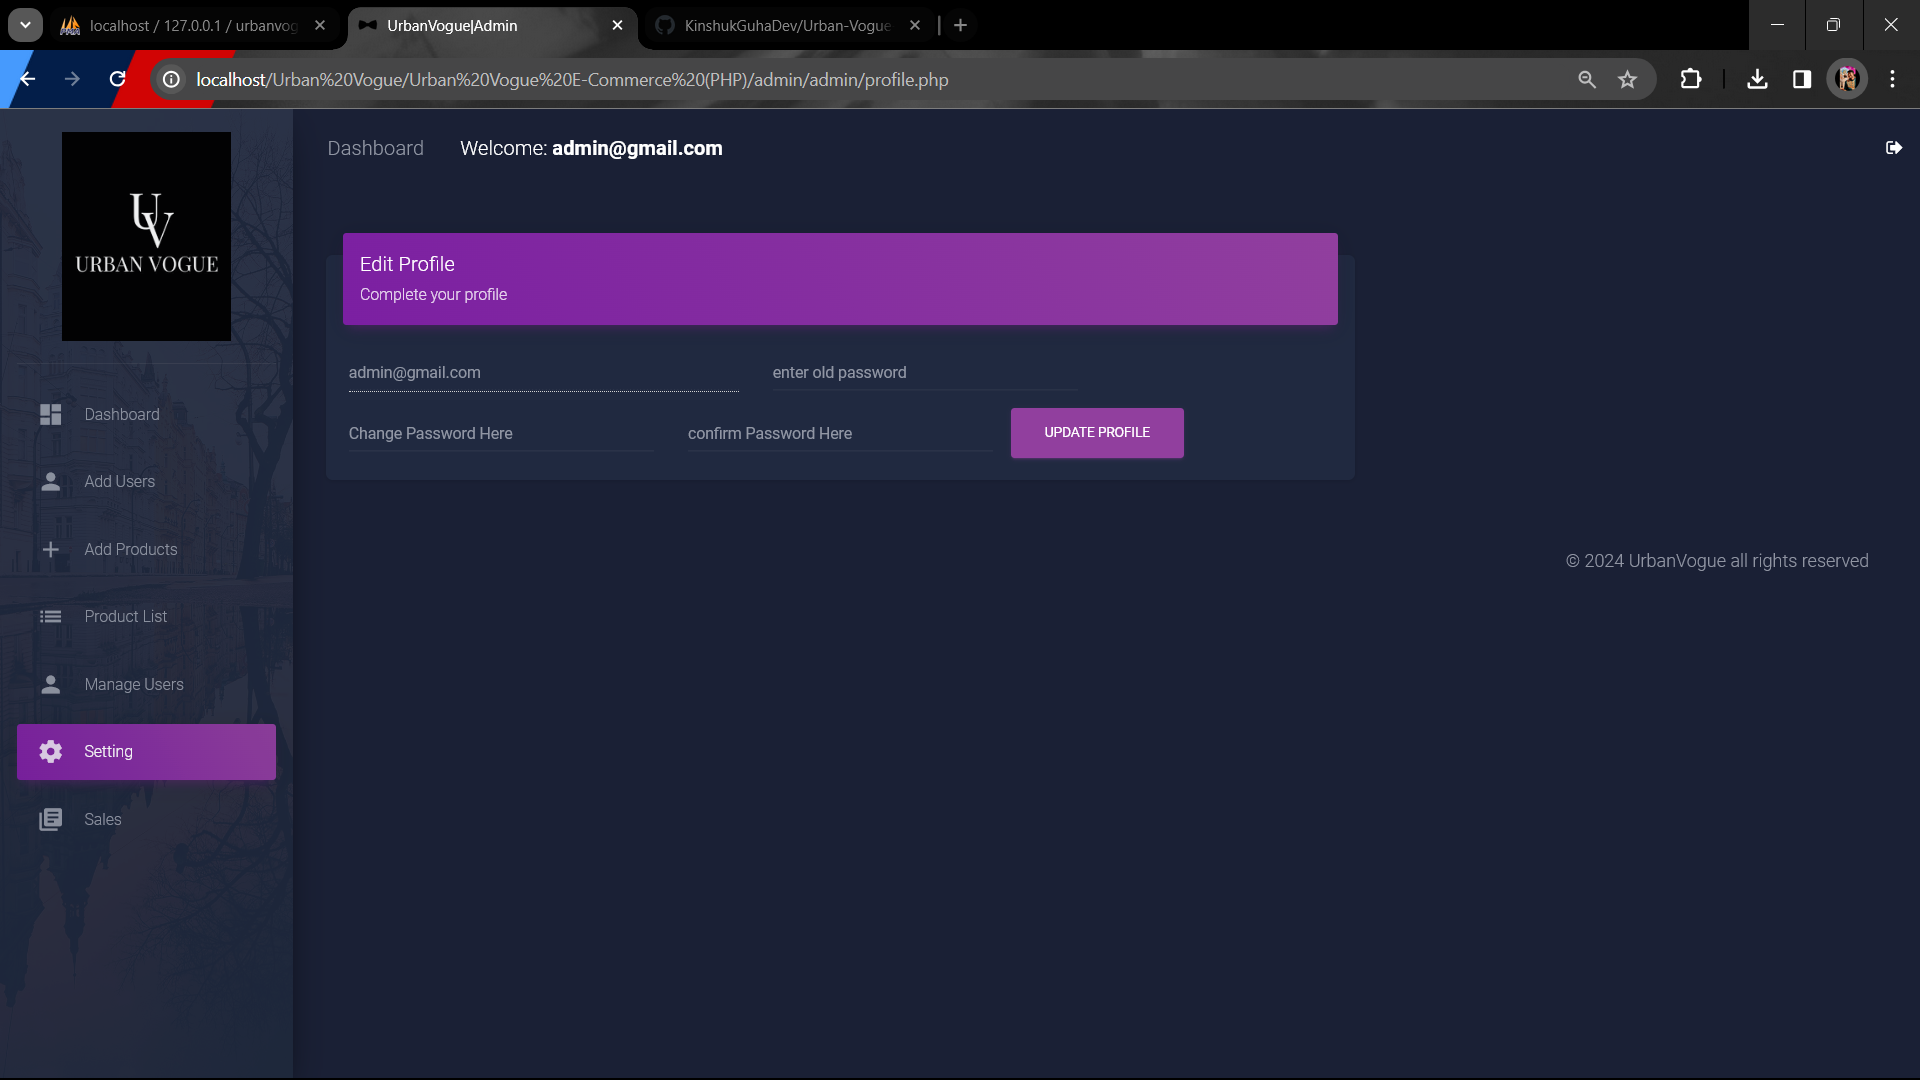 localhost / 127.0.0.1 / urbanvog
UrbanVogue|Admin
KinshukGuhaDev/Urban-Vogue
localhost/Urban%20Vogue/Urban%20Vogue%20E-Commerce%20(PHP)/admin/admin/profile.php
UV
URBAN VOGUE
Dashboard
Add Users
Add Products
Product List
Manage Users
Setting
Sales
Dashboard Welcome: admin@gmail.com
Edit Profile
Complete your profile
admin@gmail.com enter old password
Change Password Here confirm Password Here UPDATE PROFILE
© 2024 UrbanVogue all rights reserved